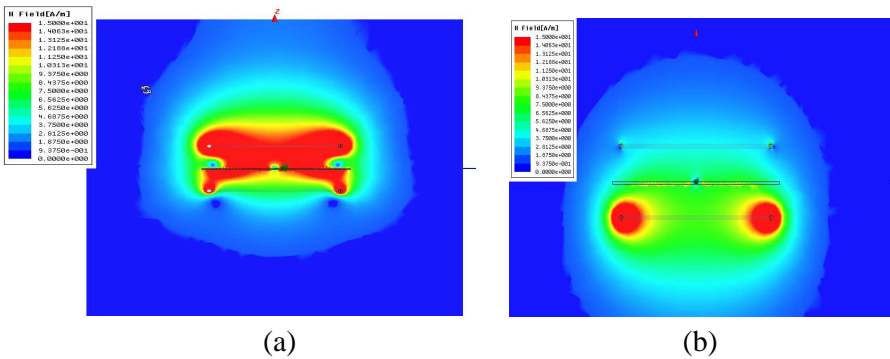 H Field[A/m]
1.5000e+001
1.4063e+001
1.3125e+001
1.2188e+001
1.1250e+001
1.0313e+001
9.3750e+000
8.4375e+000
7.5000e+000
6.5625e+000
5.6250e+000
4.6875e+000
3.7500e+000
2.8125e+000
1.8750e+000
9.3750e-001
0.0000e+000
Z
(a)
H Field[A/m]
1.5000e+001
1.4063e+001
1.3125e+001
1.2188e+001
1.1250e+001
1.0313e+001
9.3750e+000
8.4375e+000
7.5000e+000
6.5625e+000
5.6250e+000
4.6875e+000
3.7500e+000
2.8125e+000
1.8750e+000
9.3750e-001
0.0000e+000
(b)